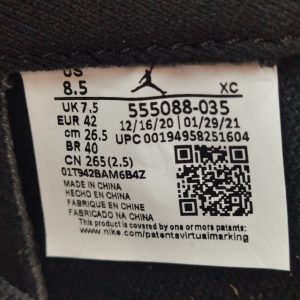 US
8.5 XC
UK 7.5 555088-035
EUR 42 12/16/20 01/29/21
cm 26.5 UPC 00194958251604
BR 40
CN 265(2.5)
01T942BAM6B4Z
MADE IN CHINA
HECHO EN CHINA
FABRIQUE EN CHINE
FABRICADO NA CHINA
This product is covered by one or more
www.nike.com/patentsvirtualmarking